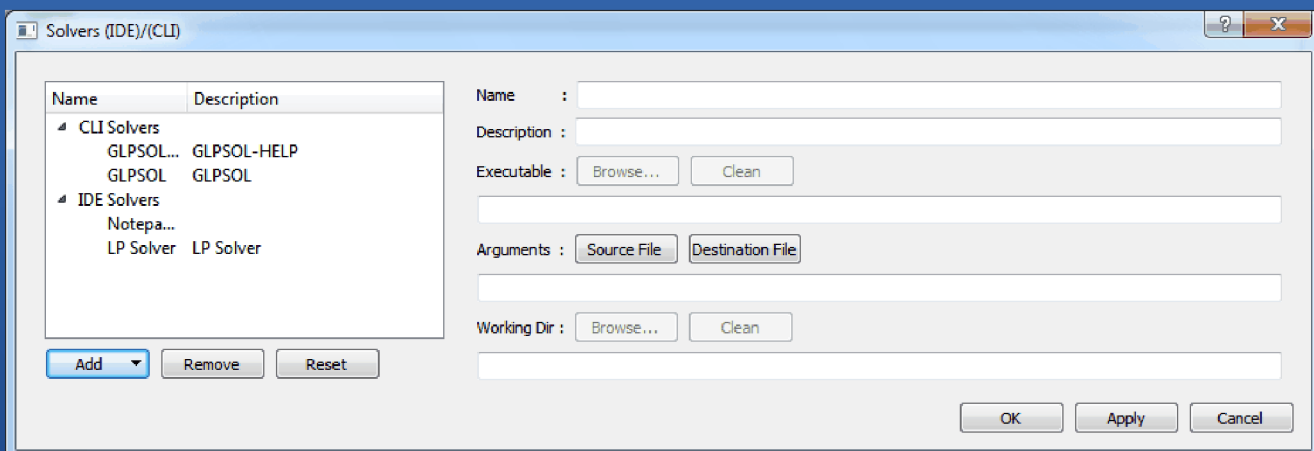 Solvers (IDE)/(CLI)
Name Description
CLI Solvers
GLPSOL... GLPSOL-HELP
GLPSOL GLPSOL
IDE Solvers
Notepa...
LP Solver LP Solver
Add Remove Reset
Name :
Description :
Executable : Browse... Clean
Arguments : Source File Destination File
Working Dir : Browse... Clean
OK Apply Cancel